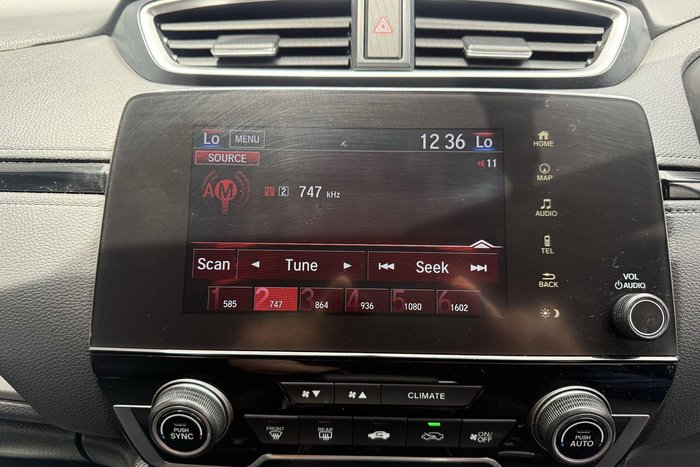 Lo MENU 12 36 Lo
SOURCE 11
AM 2 747 kHz
Scan Tune Seek
1 585 2 747 3 864 4 936 5 1080 6 1602
HOME
MAP
AUDIO
TEL
BACK
VOL
AUDIO
CLIMATE
PUSH
SYNC
FRONT
REAR
ON/
OFF
PUSH
AUTO